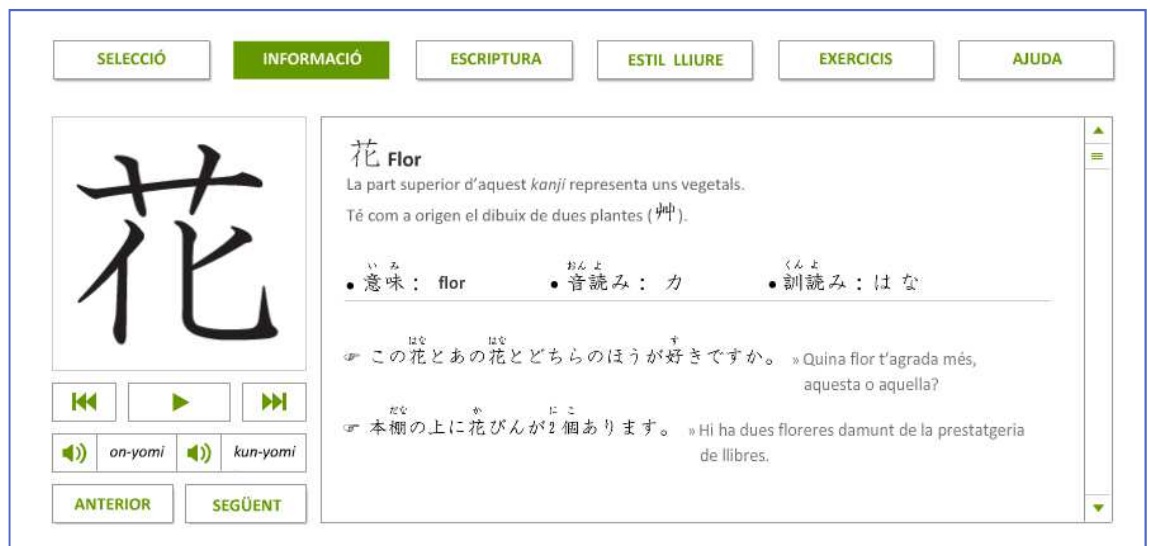 SELECCIÓ INFORMACIÓ ESCRIPTURA ESTIL LLIURE EXERCICIS AJUDA
花
花 Flor
La part superior d'aquest kanji representa uns vegetals.
Té com a origen el dibuix de dues plantes (艸).
い み おん よ くん よ
• 意味： flor • 音読み： カ • 訓読み：はな
はな はな す
☞ この花とあの花とどちらのほうが好きですか。 » Quina flor t'agrada més,
aquesta o aquella?
だな か に こ
☞ 本棚の上に花びんが2個あります。 » Hi ha dues floreres damunt de la prestatgeria
de llibres.
on-yomi kun-yomi
ANTERIOR SEGÜENT